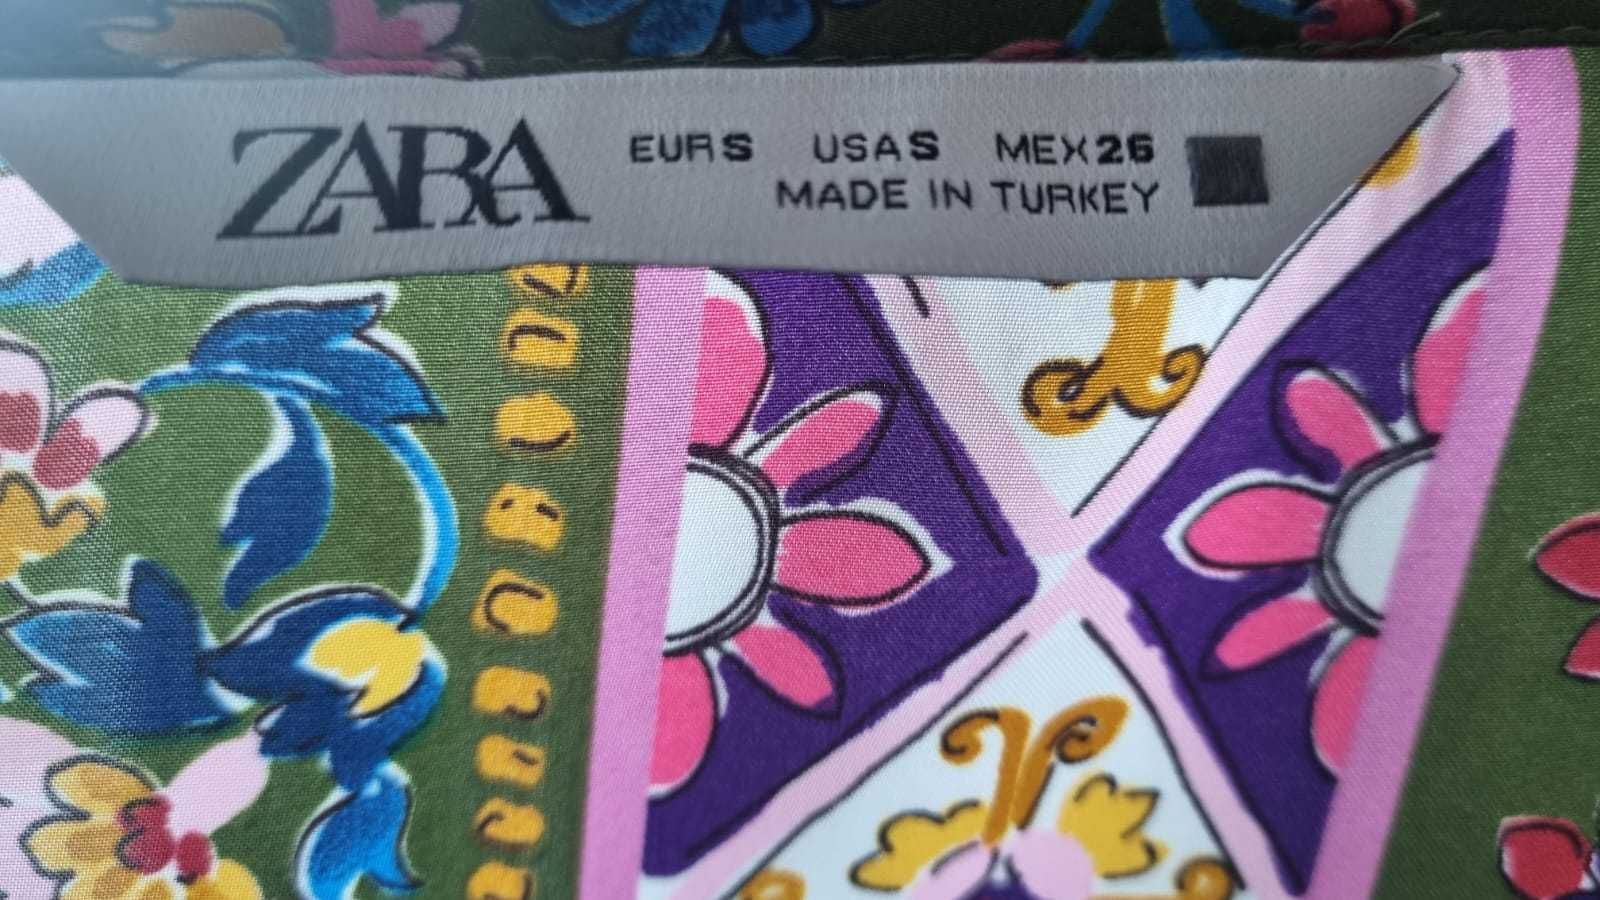 ZARA
EUR S USA S MEX 26
MADE IN TURKEY